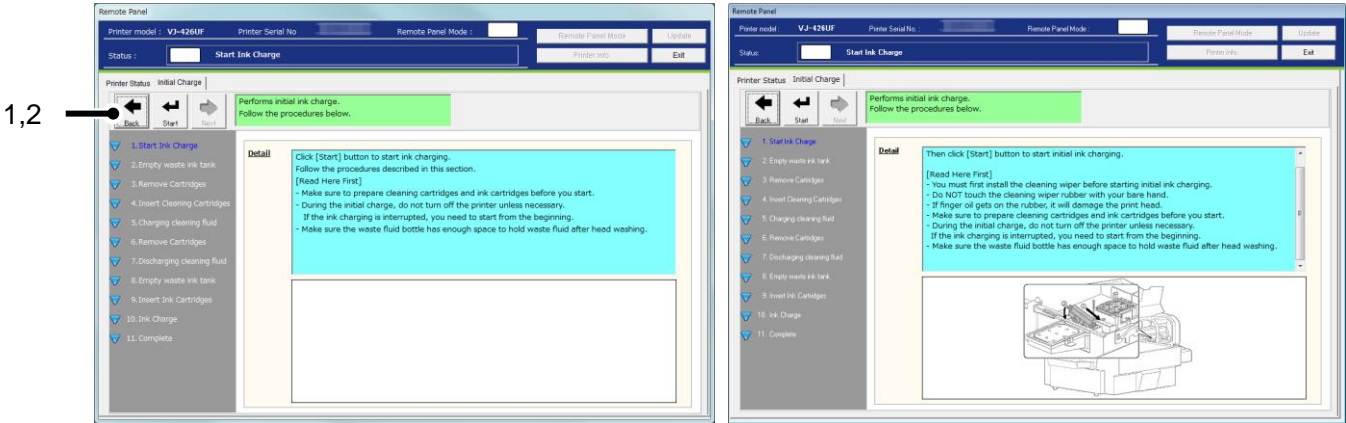 Remote Panel
Printer model : VJ-426UF Printer Serial No Remote Panel Mode : Remote Panel Mode Update
Status : Start Ink Charge Printer Info. Exit
Printer Status Initial Charge
1,2
Back Start Next
Performs initial ink charge.
Follow the procedures below.
1.Start Ink Charge
2.Empty waste ink tank
3.Remove Cartridges
4.Insert Cleaning Cartridges
5.Charging cleaning fluid
6.Remove Cartridges
7.Discharging cleaning fluid
8.Empty waste ink tank
9.Insert Ink Cartridges
10.Ink Charge
11.Complete
Detail
Click [Start] button to start ink charging.
Follow the procedures described in this section.
[Read Here First]
- Make sure to prepare cleaning cartridges and ink cartridges before you start.
- During the initial charge, do not turn off the printer unless necessary.
If the ink charging is interrupted, you need to start from the beginning.
- Make sure the waste fluid bottle has enough space to hold waste fluid after head washing.
Remote Panel
Printer model : VJ-426UF Printer Serial No. : Remote Panel Mode : Remote Panel Mode Update
Status: Start Ink Charge Printer Info. Exit
Printer Status Initial Charge
Back Start Next
Performs initial ink charge.
Follow the procedures below.
1. Start Ink Charge
2. Empty waste ink tank
3. Remove Cartridges
4. Insert Cleaning Cartridges
5. Charging cleaning fluid
6. Remove Cartridges
7. Discharging cleaning fluid
8. Empty waste ink tank
9. Insert Ink Cartridges
10. Ink Charge
11. Complete
Detail
Then click [Start] button to start initial ink charging.
[Read Here First]
- You must first install the cleaning wiper before starting initial ink charging.
- Do NOT touch the cleaning wiper rubber with your bare hand.
- If finger oil gets on the rubber, it will damage the print head.
- Make sure to prepare cleaning cartridges and ink cartridges before you start.
- During the initial charge, do not turn off the printer unless necessary.
If the ink charging is interrupted, you need to start from the beginning.
- Make sure the waste fluid bottle has enough space to hold waste fluid after head washing.